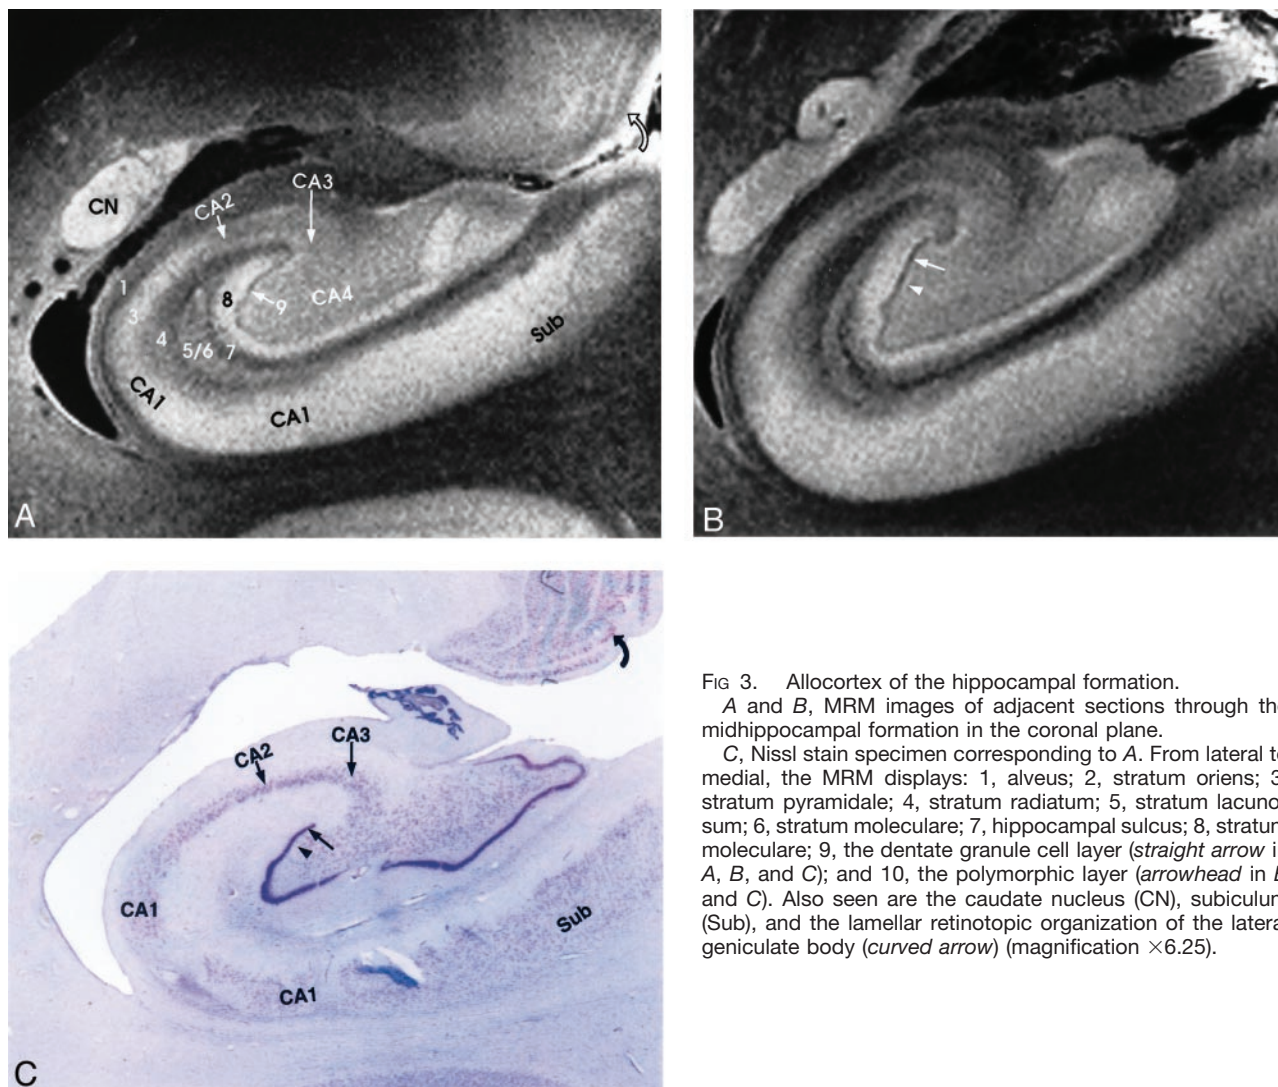 CA3
CA2
CN
1
8
9
CA4
3
4
5/6
7
Sub
CA1
CA1
A
B
CA3
CA2
CA1
Sub
CA1
C
FIG 3. Allocortex of the hippocampal formation.
A and B, MRM images of adjacent sections through the
midhippocampal formation in the coronal plane.
C, Nissl stain specimen corresponding to A. From lateral to
medial, the MRM displays: 1, alveus; 2, stratum oriens; 3,
stratum pyramidale; 4, stratum radiatum; 5, stratum lacuno-
sum; 6, stratum moleculare; 7, hippocampal sulcus; 8, stratum
moleculare; 9, the dentate granule cell layer (straight arrow in
A, B, and C); and 10, the polymorphic layer (arrowhead in B
and C). Also seen are the caudate nucleus (CN), subiculum
(Sub), and the lamellar retinotopic organization of the lateral
geniculate body (curved arrow) (magnification ×6.25).